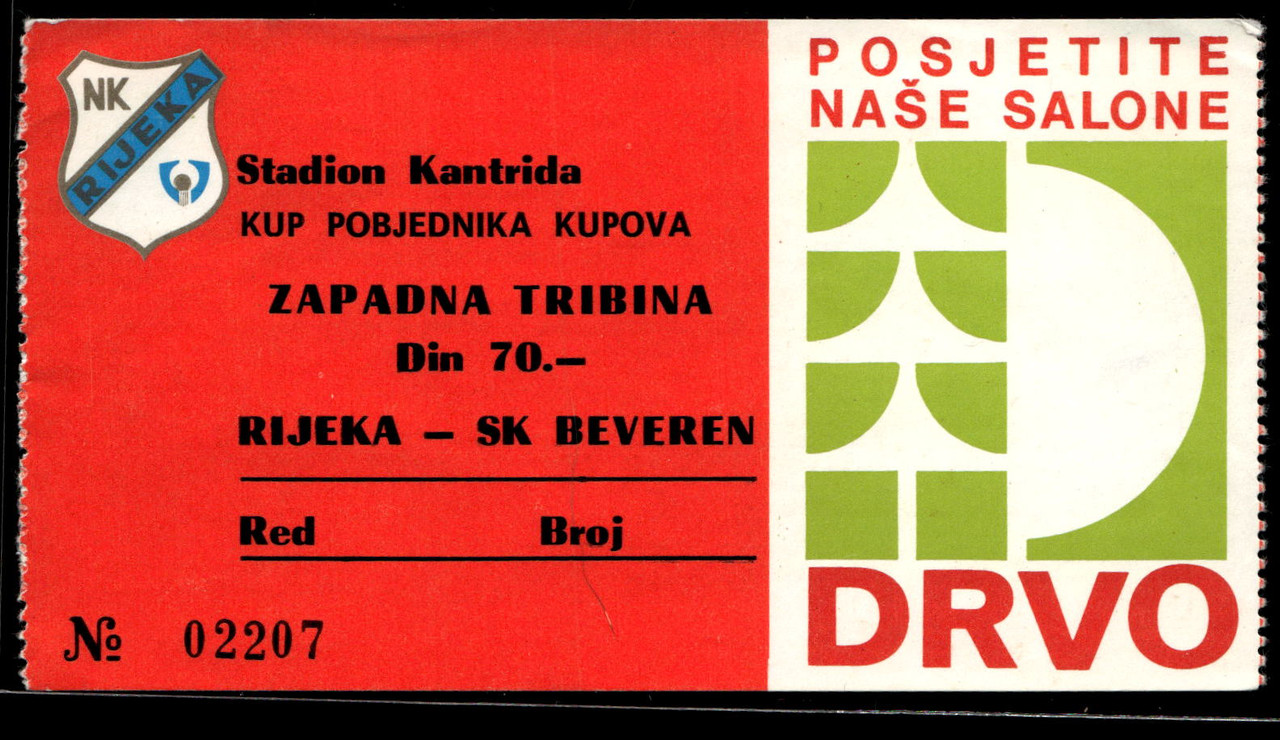 NK
RIJEKA
Stadion Kantrida
KUP POBJEDNIKA KUPOVA
ZAPADNA TRIBINA
Din 70.—
RIJEKA — SK BEVEREN
Red Broj
№ 02207
POSJETITE
NAŠE SALONE
DRVO